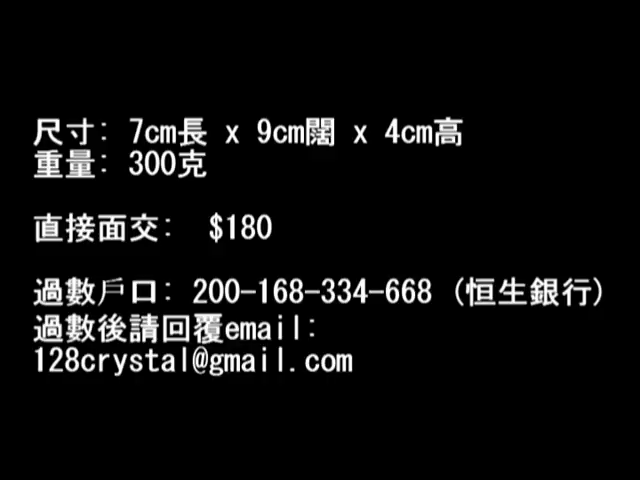 尺寸: 7cm長 x 9cm闊 x 4cm高
重量: 300克
直接面交: $180
過數戶口: 200-168-334-668 (恒生銀行)
過數後請回覆email:
128crystal@gmail.com